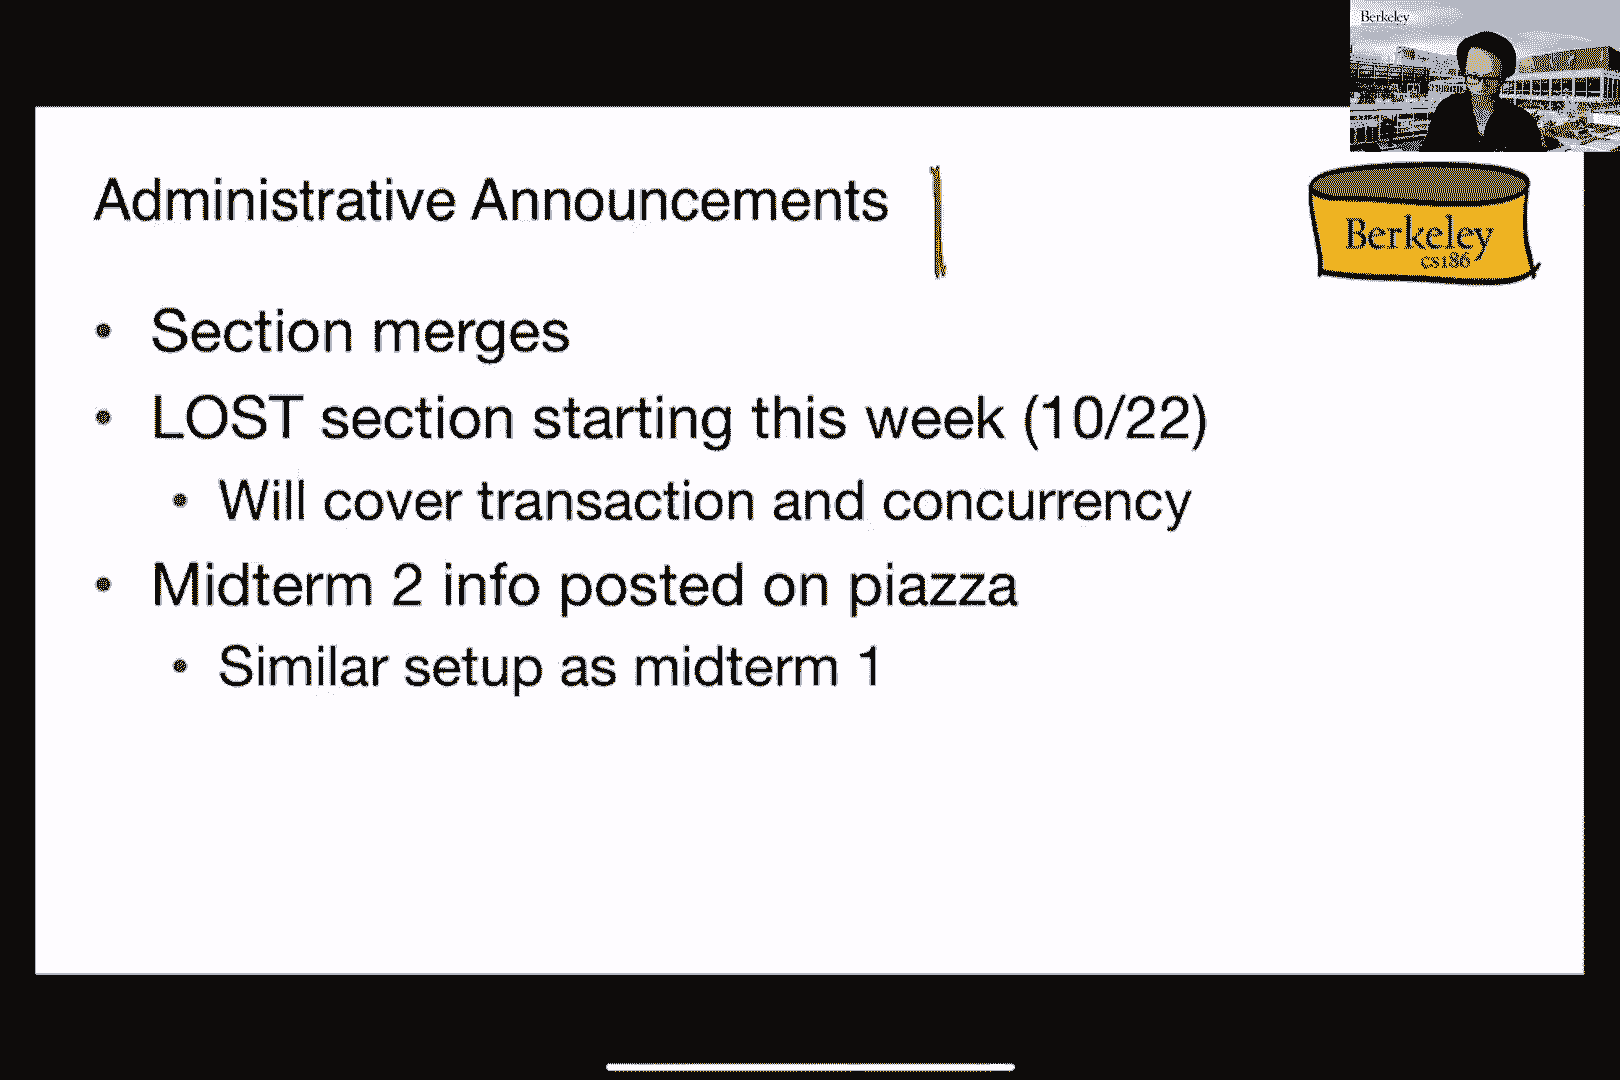 Berkeley
Administrative Announcements
Berkeley
cs186
• Section merges
• LOST section starting this week (10/22)
• Will cover transaction and concurrency
• Midterm 2 info posted on piazza
• Similar setup as midterm 1